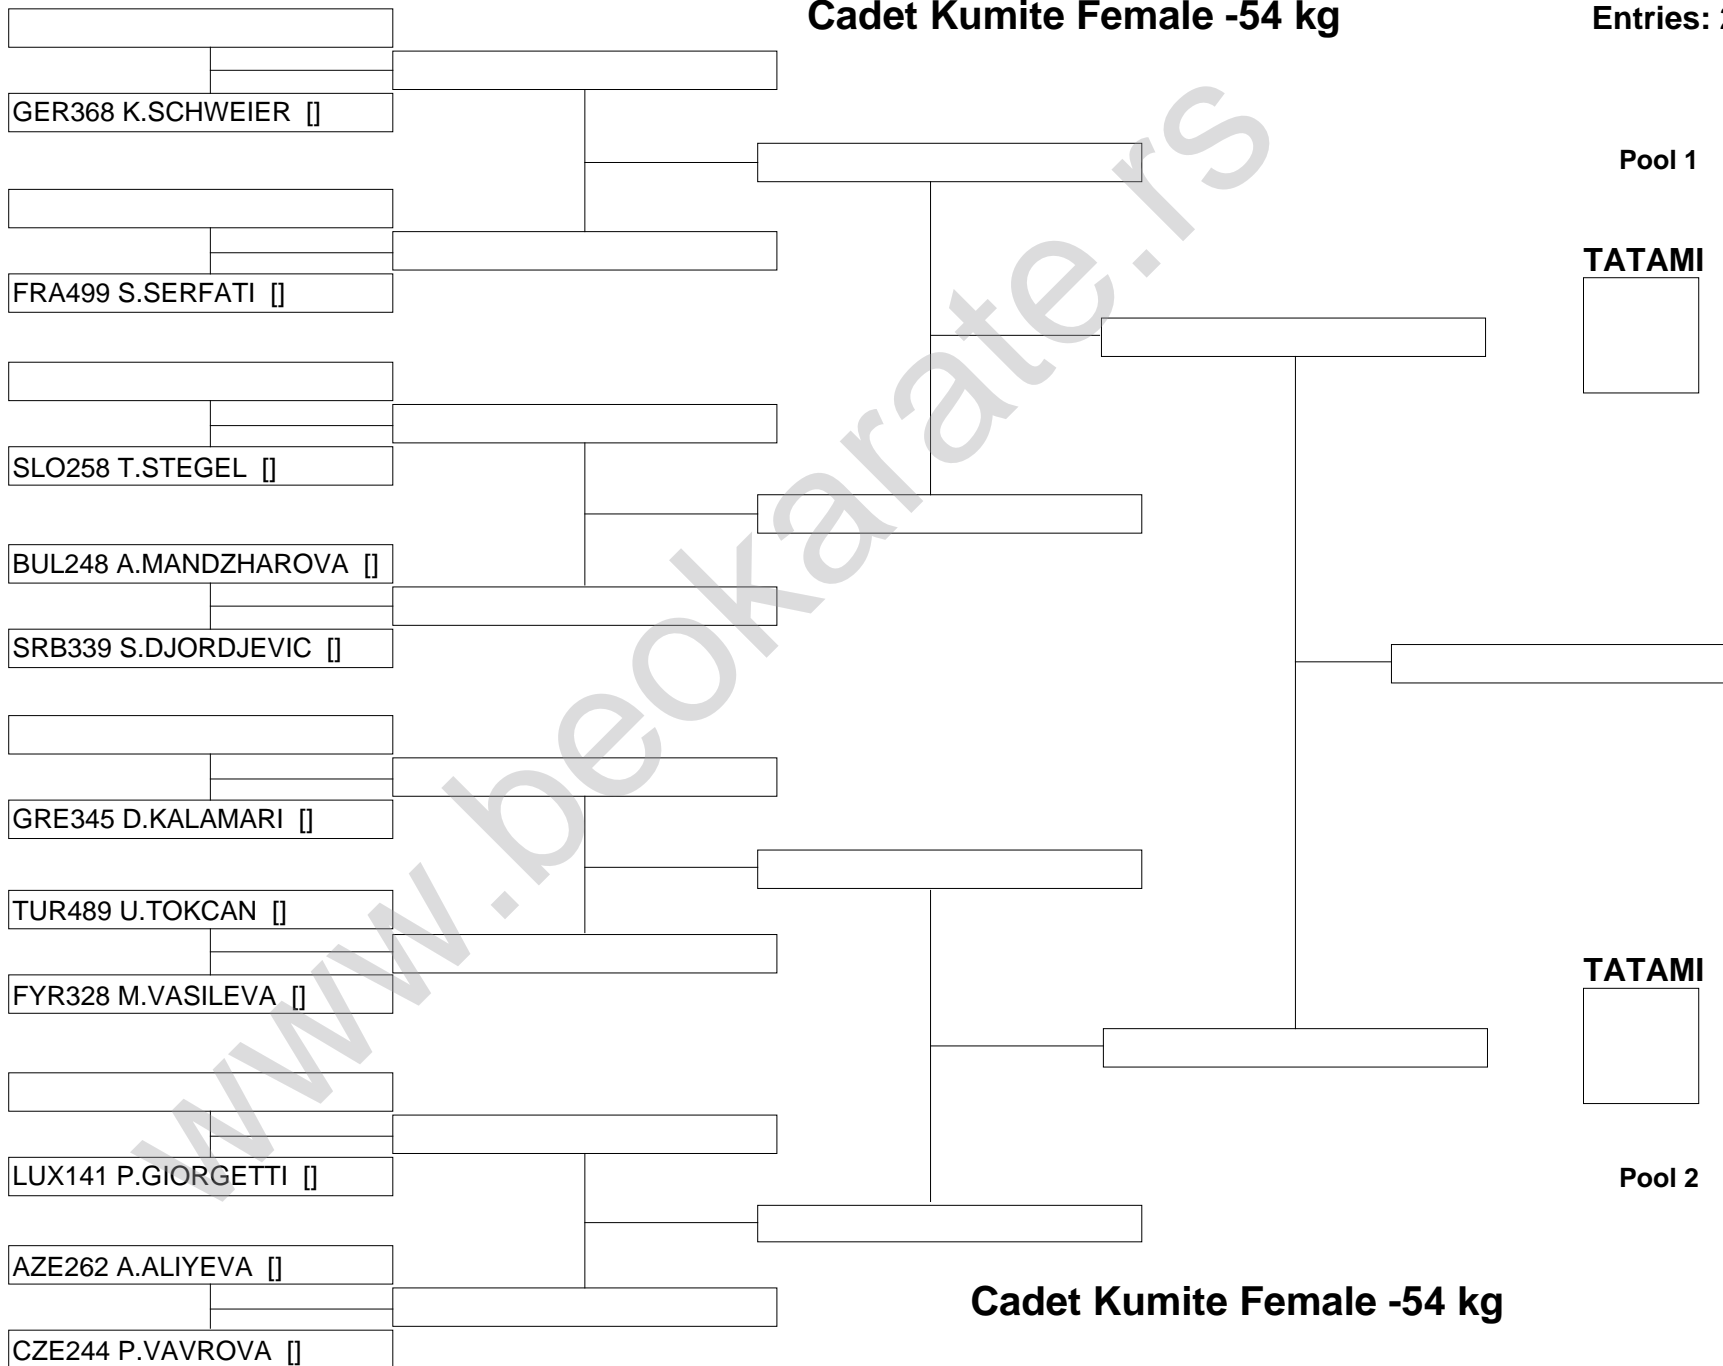 Cadet Kumite Female -54 kg
Entries:
GER368 K.SCHWEIER []
Pool 1
FRA499 S.SERFATI []
TATAMI
SLO258 T.STEGEL []
BUL248 A.MANDZHAROVA []
SRB339 S.DJORDJEVIC []
GRE345 D.KALAMARI []
TUR489 U.TOKCAN []
FYR328 M.VASILEVA []
TATAMI
LUX141 P.GIORGETTI []
Pool 2
AZE262 A.ALIYEVA []
Cadet Kumite Female -54 kg
CZE244 P.VAVROVA []
www.beokarate.rs